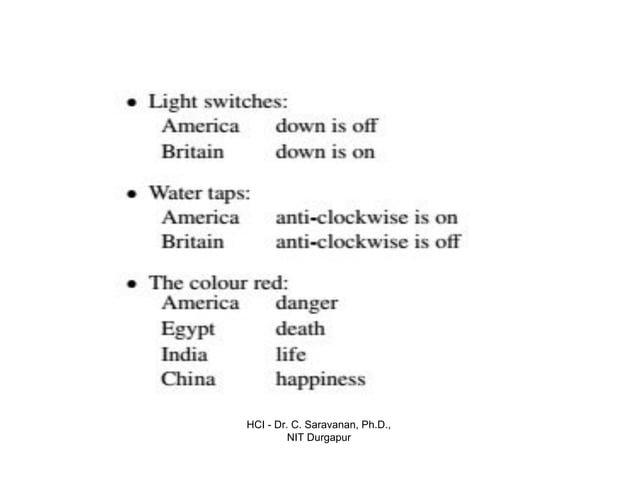 • Light switches:
America down is off
Britain down is on
• Water taps:
America anti-clockwise is on
Britain anti-clockwise is off
• The colour red:
America danger
Egypt death
India life
China happiness
HCI - Dr. C. Saravanan, Ph.D.,
NIT Durgapur